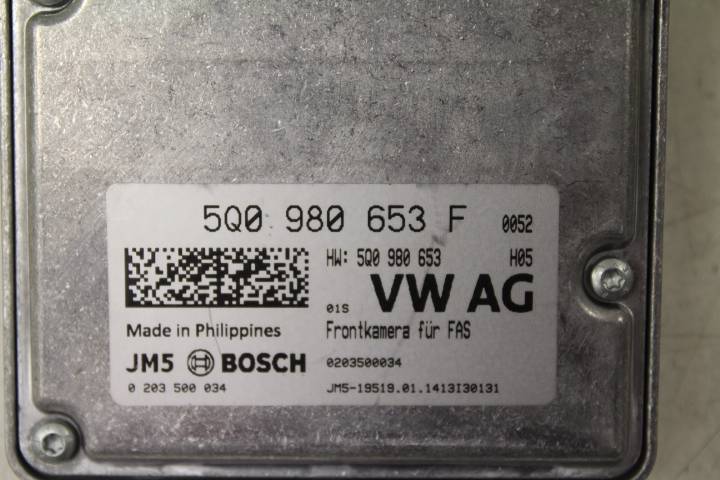 5Q0 980 653 F 0052
HW: 5Q0 980 653 H05
01S VW AG
Made in Philippines Frontkamera für FAS
JM5 BOSCH 0203500034
0 203 500 034 JM5-19519.01.1413I30131